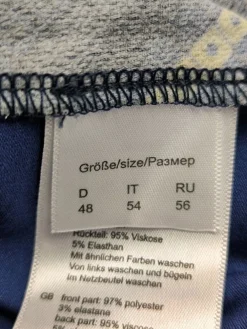 Größe/size/Размер
D IT RU
48 54 56
Rückteil: 95% Viskose
5% Elasthan
Mit ähnlichen Farben waschen
Von links waschen und bügeln
im Netzbeutel waschen
GB front part: 97% polyester
3% elastane
back part: 95% viscose